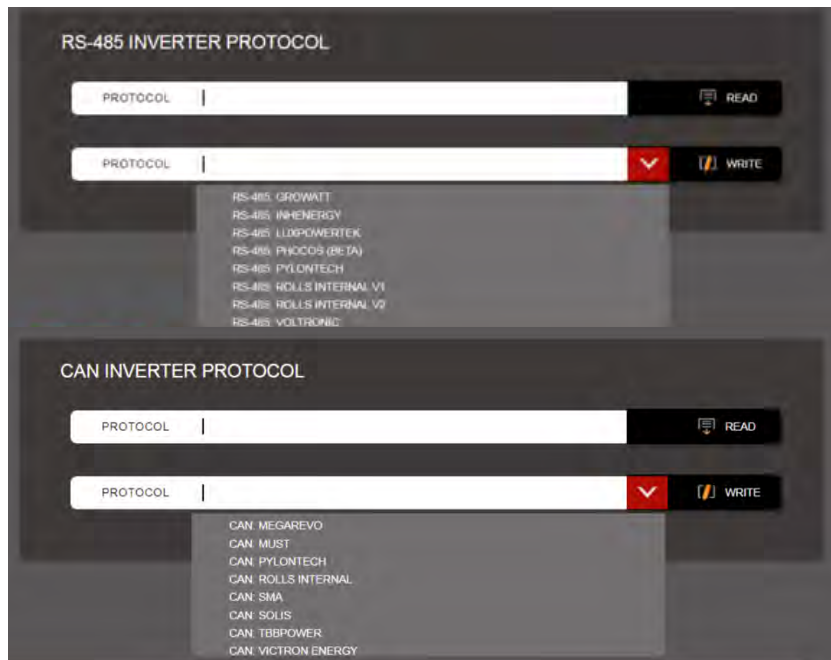 RS-485 INVERTER PROTOCOL
PROTOCOL READ
PROTOCOL WRITE
RS-485: GROWATT
RS-485: INHENERGY
RS-485: LUXPOWERTEK
RS-485: PHOCOS (BETA)
RS-485: PYLONTECH
RS-485: ROLLS INTERNAL V1
RS-485: ROLLS INTERNAL V2
RS-485: VOLTRONIC
CAN INVERTER PROTOCOL
PROTOCOL READ
PROTOCOL WRITE
CAN: MEGAREVO
CAN: MUST
CAN: PYLONTECH
CAN: ROLLS INTERNAL
CAN: SMA
CAN: SOLIS
CAN: TBBPOWER
CAN: VICTRON ENERGY